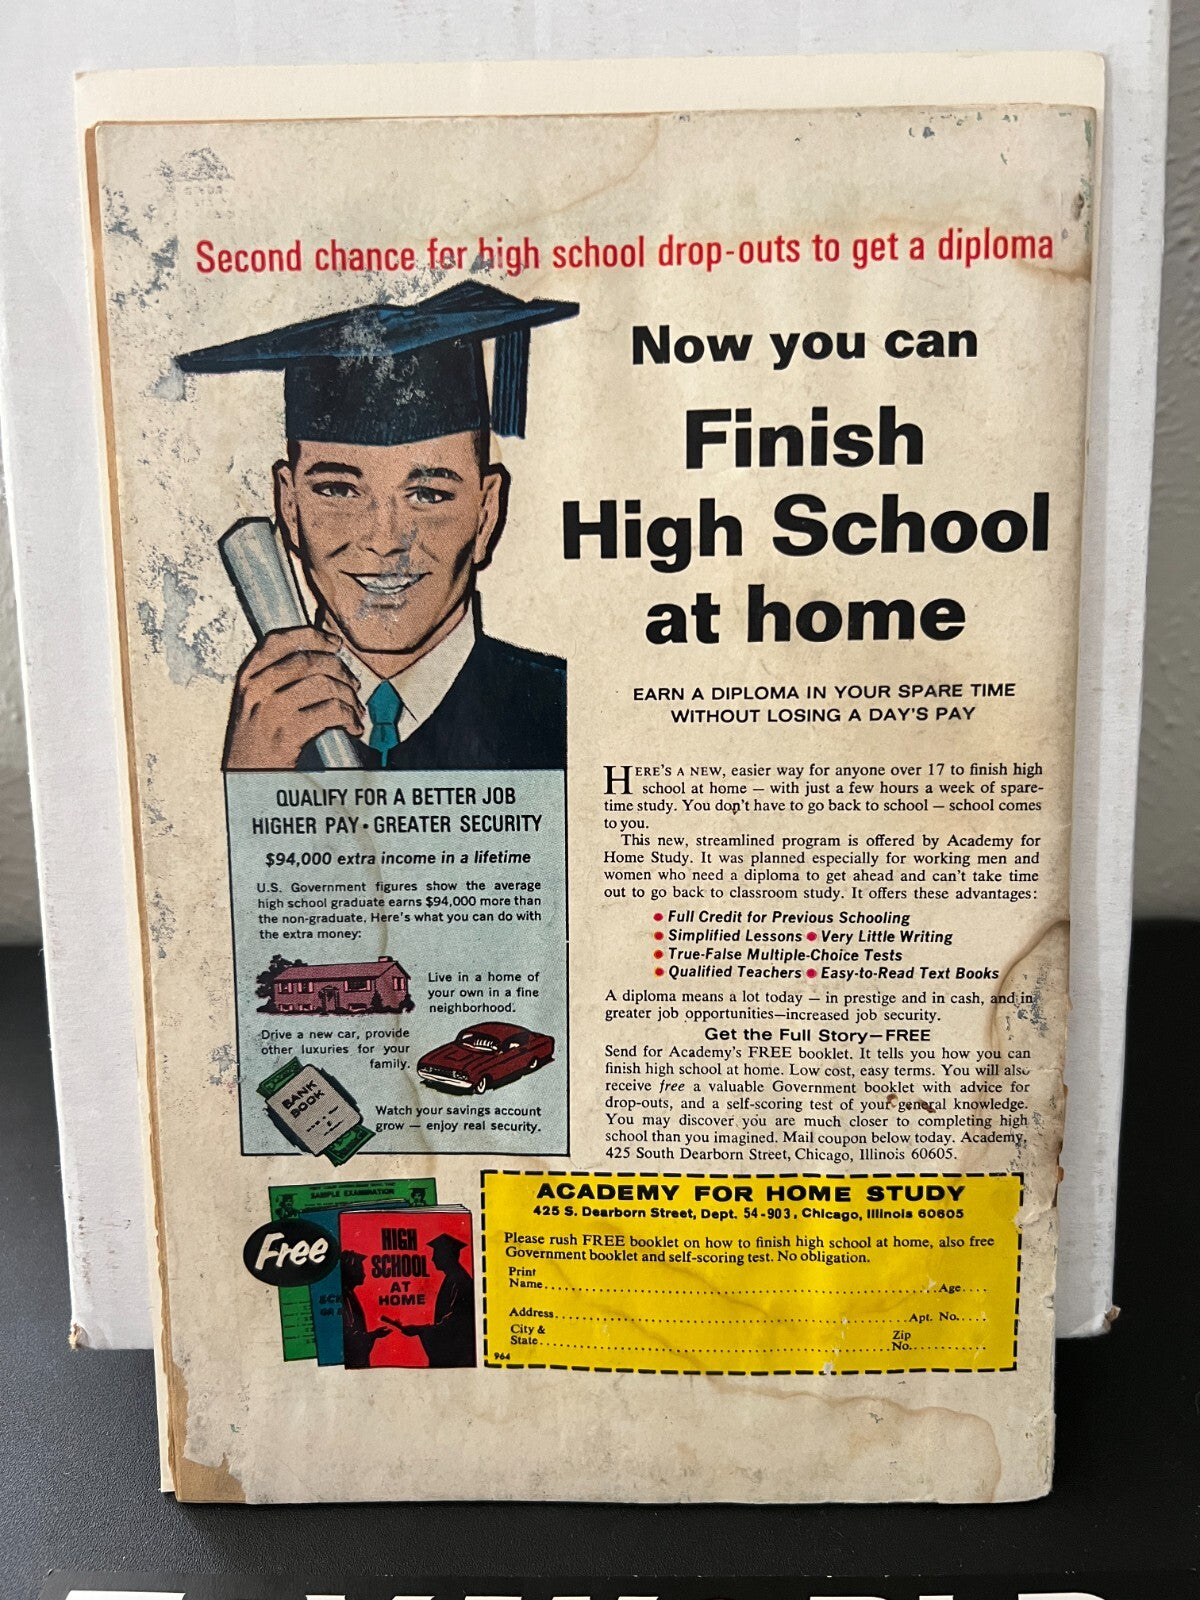 Second chance for high school drop-outs to get a diploma
Now you can
Finish
High School
at home
EARN A DIPLOMA IN YOUR SPARE TIME
WITHOUT LOSING A DAY'S PAY
QUALIFY FOR A BETTER JOB
HIGHER PAY • GREATER SECURITY
$94,000 extra income in a lifetime
U.S. Government figures show the average
high school graduate earns $94,000 more than
the non-graduate. Here's what you can do with
the extra money:
Live in a home of
your own in a fine
neighborhood.
Drive a new car, provide
other luxuries for your
family.
BANK
BOOK
Watch your savings account
grow — enjoy real security.
HERE'S A NEW, easier way for anyone over 17 to finish high
school at home — with just a few hours a week of spare-
time study. You don't have to go back to school — school comes
to you.
This new, streamlined program is offered by Academy for
Home Study. It was planned especially for working men and
women who need a diploma to get ahead and can't take time
out to go back to classroom study. It offers these advantages:
• Full Credit for Previous Schooling
• Simplified Lessons • Very Little Writing
• True-False Multiple-Choice Tests
• Qualified Teachers • Easy-to-Read Text Books
A diploma means a lot today — in prestige and in cash, and in
greater job opportunities—increased job security.
Get the Full Story—FREE
Send for Academy's FREE booklet. It tells you how you can
finish high school at home. Low cost, easy terms. You will also
receive free a valuable Government booklet with advice for
drop-outs, and a self-scoring test of your general knowledge.
You may discover you are much closer to completing high
school than you imagined. Mail coupon below today. Academy,
425 South Dearborn Street, Chicago, Illinois 60605.
SAMPLE EXAMINATION
Free
HIGH
SCHOOL
AT
HOME
ACADEMY FOR HOME STUDY
425 S. Dearborn Street, Dept. 54-903, Chicago, Illinois 60605
Please rush FREE booklet on how to finish high school at home, also free
Government booklet and self-scoring test. No obligation.
Print
Name Age
Address Apt. No.
City &
State Zip
No.
964